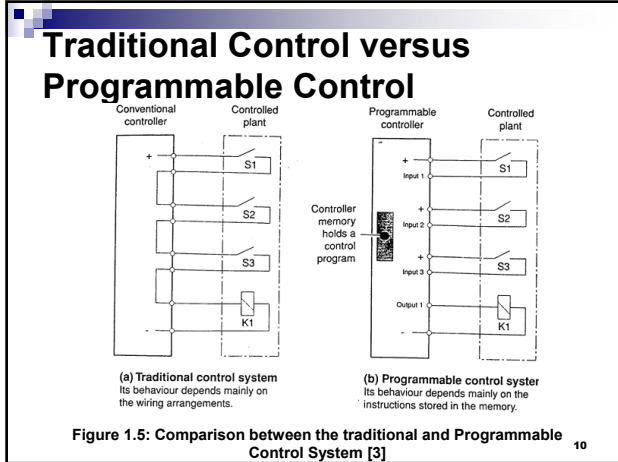 Traditional Control versus
Programmable Control
Conventional
controller
Controlled
plant
+
S1
S2
S3
K1
-
(a) Traditional control system
Its behaviour depends mainly on
the wiring arrangements.
Programmable
controller
Controlled
plant
Controller
memory
holds a
control
program
+
Input 1
S1
+
Input 2
S2
+
Input 3
S3
Output 1
K1
-
(b) Programmable control syster
Its behaviour depends mainly on the
instructions stored in the memory.
Figure 1.5: Comparison between the traditional and Programmable
Control System [3]
10